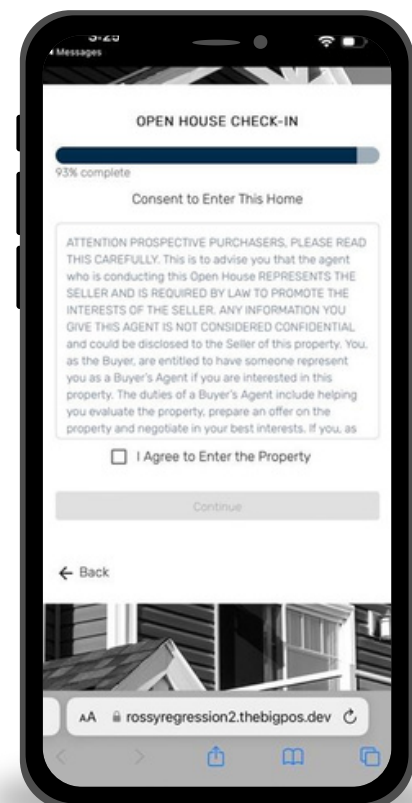 3:25
Messages
OPEN HOUSE CHECK-IN
93% complete
Consent to Enter This Home
ATTENTION PROSPECTIVE PURCHASERS, PLEASE READ
THIS CAREFULLY. This is to advise you that the agent
who is conducting this Open House REPRESENTS THE
SELLER AND IS REQUIRED BY LAW TO PROMOTE THE
INTERESTS OF THE SELLER. ANY INFORMATION YOU
GIVE THIS AGENT IS NOT CONSIDERED CONFIDENTIAL
and could be disclosed to the Seller of this property. You,
as the Buyer, are entitled to have someone represent
you as a Buyer's Agent if you are interested in this
property. The duties of a Buyer's Agent include helping
you evaluate the property, prepare an offer on the
property and negotiate in your best interests. If you, as
I Agree to Enter the Property
Continue
Back
AA rossyregression2.thebigpos.dev